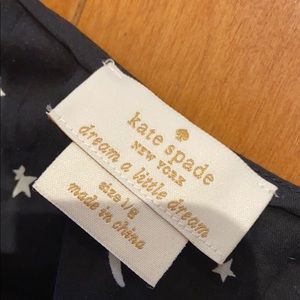 kate spade
NEW YORK
dream a little dream
size l/g
made in china